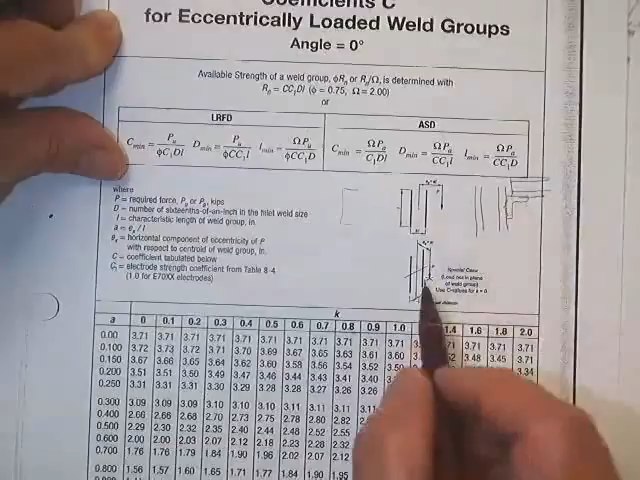 Coefficients C
for Eccentrically Loaded Weld Groups
Angle = 0°
Available Strength of a weld group, ϕRn or Rn/Ω, is determined with
Rn = CC1Dl (ϕ = 0.75, Ω = 2.00)
or
LRFD ASD
Cmin = Pu / ϕC1Dl Dmin = Pu / ϕCC1l lmin = ΩPu / ϕCC1D Cmin = ΩPa / C1Dl Dmin = ΩPa / CC1l lmin = ΩPa / CC1D
where
P = required force, Pu or Pa, kips
D = number of sixteenths-of-an-inch in the fillet weld size
l = characteristic length of weld group, in.
a = ex / l
ex = horizontal component of eccentricity of P
with respect to centroid of weld group, in.
C = coefficient tabulated below
C1 = electrode strength coefficient from Table 8-4
(1.0 for E70XX electrodes)
Special Case
(Load not in plane
of weld group)
Use C-values for k = 0
k
a 0 0.1 0.2 0.3 0.4 0.5 0.6 0.7 0.8 0.9 1.0 1.4 1.6 1.8 2.0
0.00 3.71 3.71 3.71 3.71 3.71 3.71 3.71 3.71 3.71 3.71 3.71 3.71 3.71 3.71
0.100 3.72 3.73 3.72 3.71 3.70 3.69 3.67 3.65 3.63 3.61 3.60 3.48 3.45 3.71
0.150 3.67 3.66 3.65 3.64 3.62 3.60 3.58 3.56 3.54 3.52 3.50 3.34
0.200 3.51 3.51 3.50 3.49 3.47 3.46 3.44 3.43 3.41 3.40
0.250 3.31 3.31 3.31 3.30 3.29 3.28 3.28 3.27 3.26 3.26
0.300 3.09 3.09 3.09 3.10 3.10 3.10 3.11 3.11 3.11 3.11
0.400 2.66 2.66 2.68 2.70 2.73 2.75 2.78 2.80 2.82
0.500 2.29 2.30 2.32 2.35 2.40 2.44 2.48 2.52 2.55
0.600 2.00 2.00 2.03 2.07 2.12 2.18 2.23 2.28 2.32
0.700 1.76 1.76 1.79 1.84 1.90 1.96 2.02 2.07 2.12
0.800 1.56 1.57 1.60 1.65 1.71 1.77 1.84 1.90 1.95